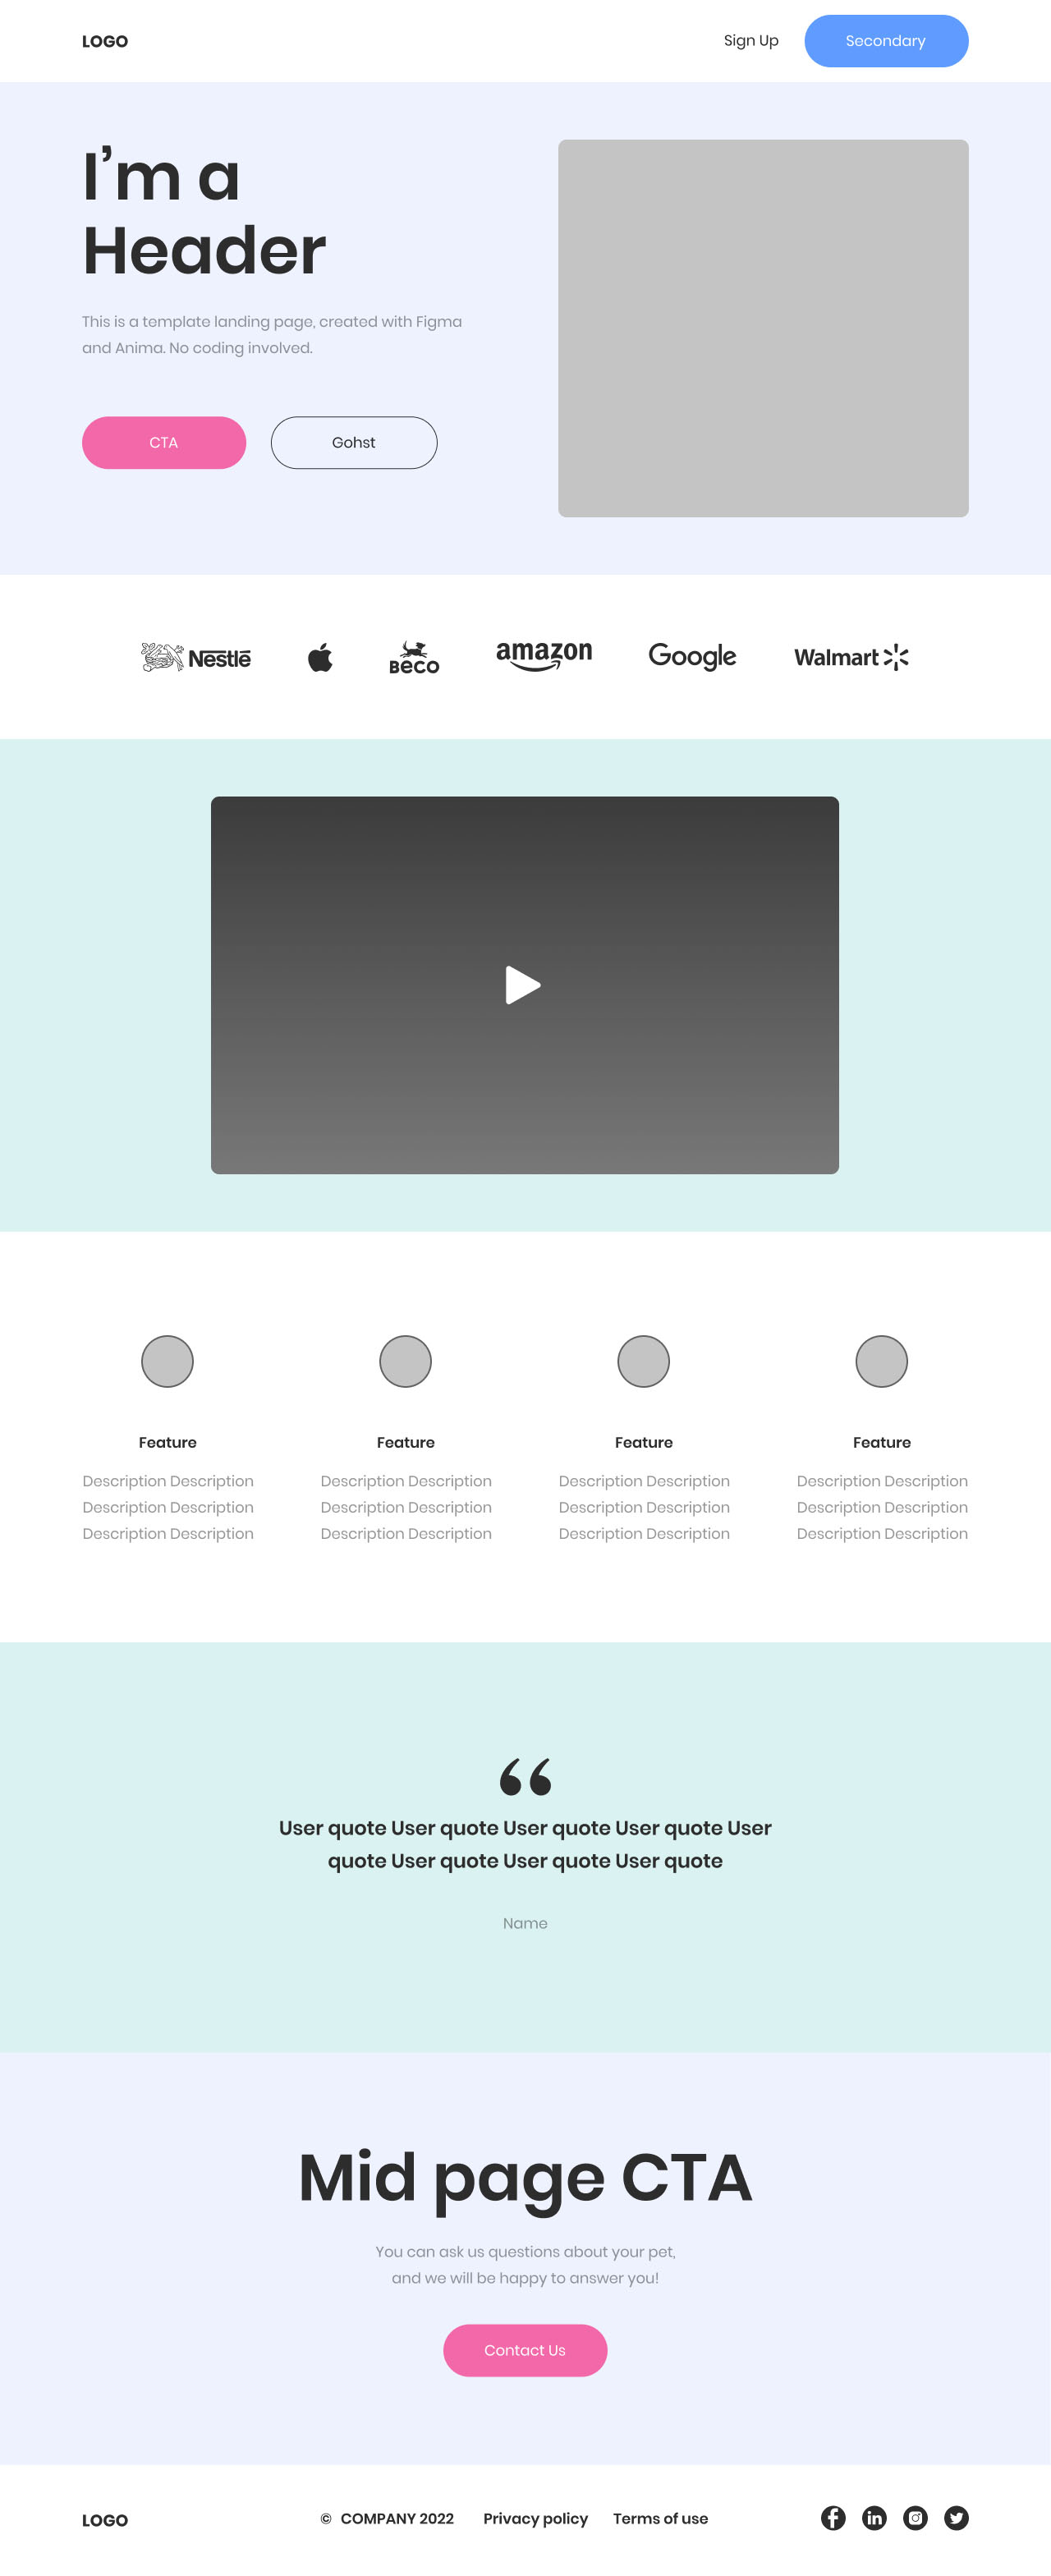 LOGO
Sign Up
Secondary
I’m a
Header
This is a template landing page, created with Figma
and Anima. No coding involved.
CTA
Gohst
Nestlé
BeCO
amazon
Google
Walmart
Feature
Description Description
Description Description
Description Description
Feature
Description Description
Description Description
Description Description
Feature
Description Description
Description Description
Description Description
Feature
Description Description
Description Description
Description Description
“
User quote User quote User quote User quote User
quote User quote User quote User quote
Name
Mid page CTA
You can ask us questions about your pet,
and we will be happy to answer you!
Contact Us
LOGO
© COMPANY 2022
Privacy policy
Terms of use